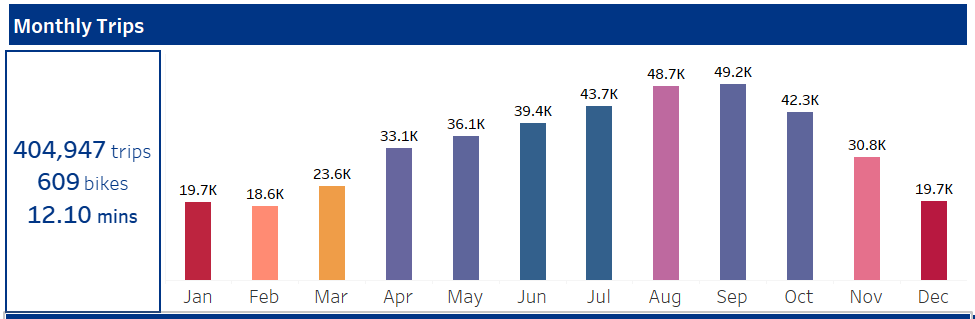 Monthly Trips
404,947 trips
609 bikes
12.10 mins
19.7K
18.6K
23.6K
33.1K
36.1K
39.4K
43.7K
48.7K
49.2K
42.3K
30.8K
19.7K
Jan Feb Mar Apr May Jun Jul Aug Sep Oct Nov Dec